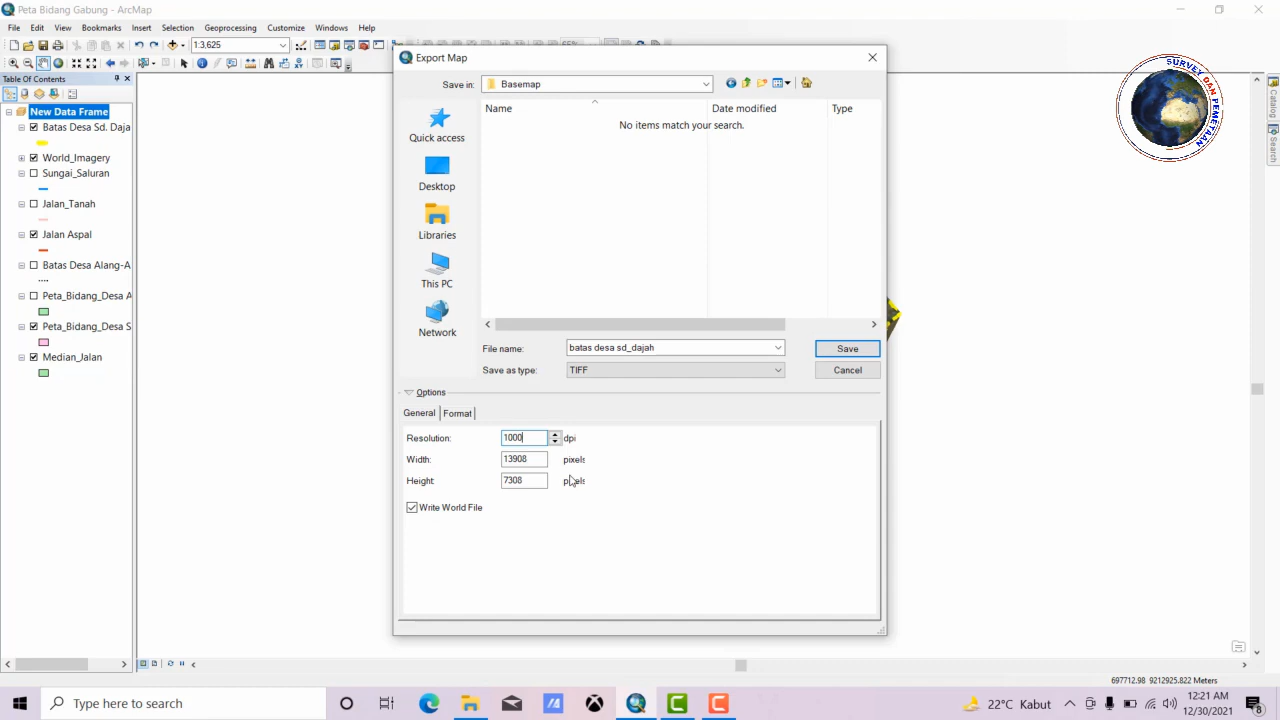 Peta Bidang Gabung - ArcMap
File Edit View Bookmarks Insert Selection Geoprocessing Customize Windows Help
1:3,625
Table Of Contents
New Data Frame
Batas Desa Sd. Daja
World_Imagery
Sungai_Saluran
Jalan_Tanah
Jalan Aspal
Batas Desa Alang-A
Peta_Bidang_Desa A
Peta_Bidang_Desa S
Median_Jalan
Export Map
Save in: Basemap
Name Date modified Type
No items match your search.
Quick access
Desktop
Libraries
This PC
Network
File name: batas desa sd_dajah Save
Save as type: TIFF Cancel
Options
General Format
Resolution: 1000 dpi
Width: 13908 pixels
Height: 7308 pixels
Write World File
SURVEY DAN PEMETAAN
Catalog
Search
697712.98 9212925.822 Meters
Type here to search
22°C Kabut
12:21 AM
12/30/2021
8